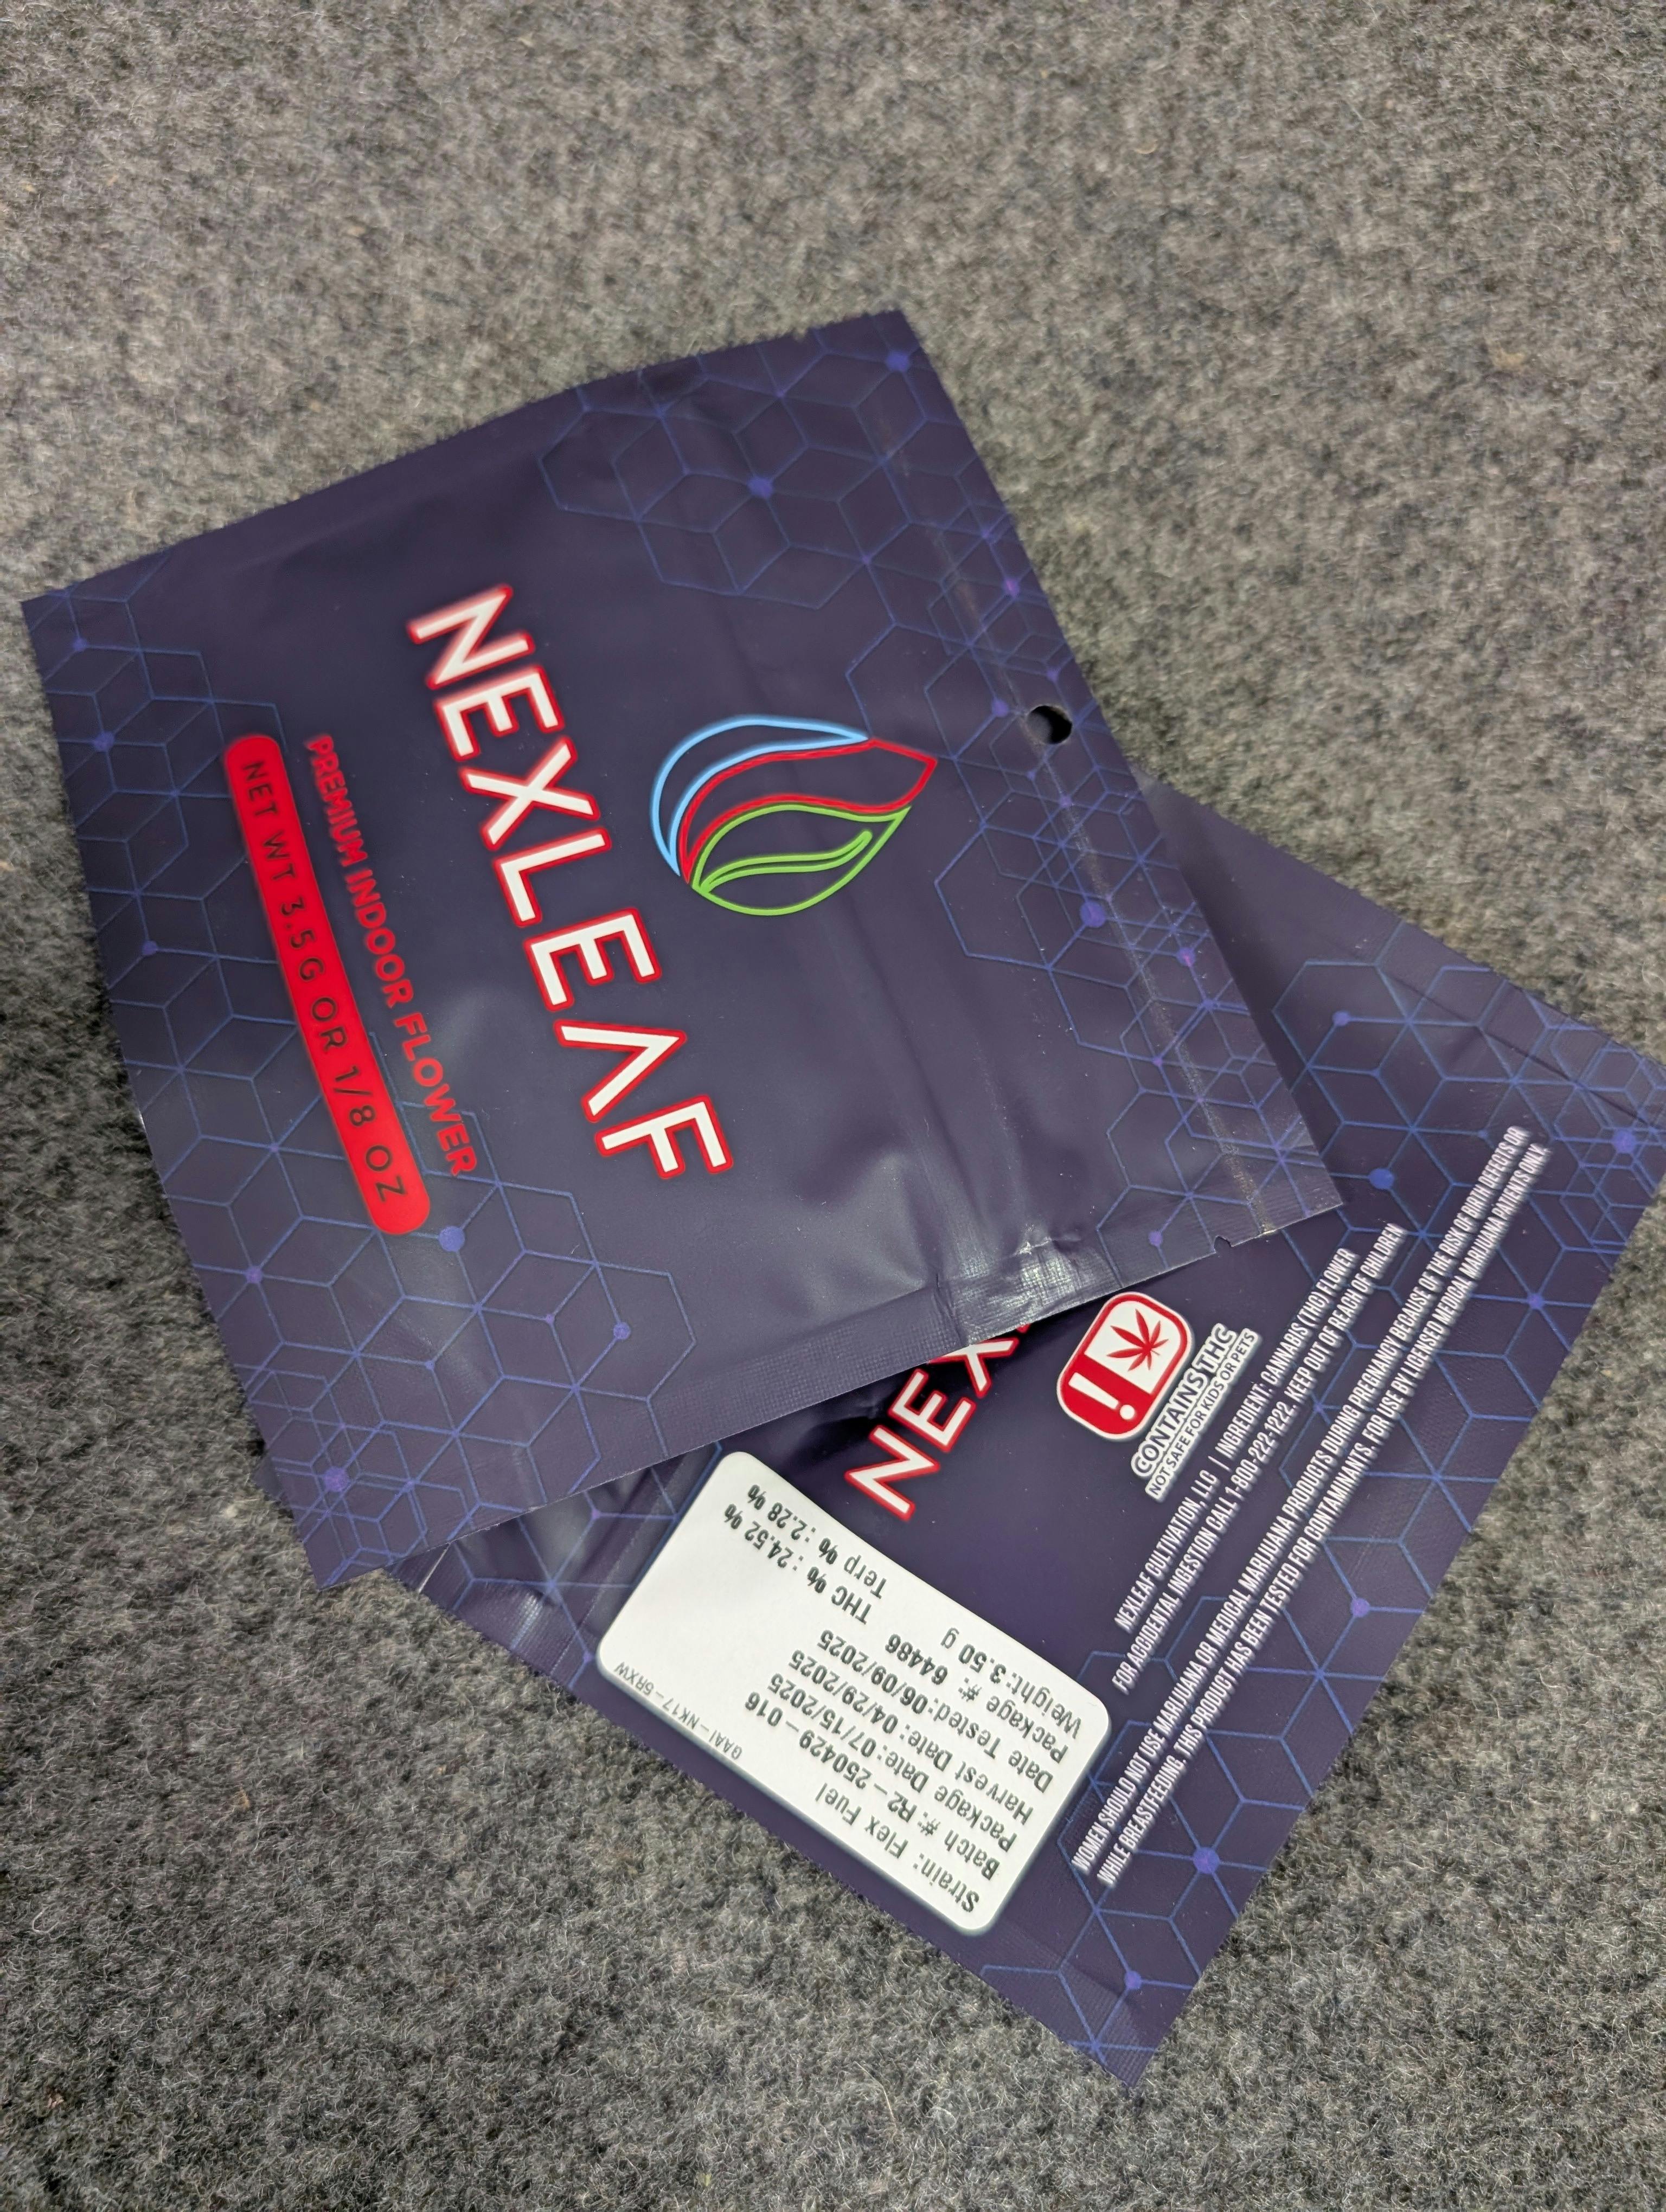 NEXLEAF
PREMIUM INDOOR FLOWER
NET WT 3.5 G OR 1/8 OZ
NEX
CONTAINS THC
NOT SAFE FOR KIDS OR PETS
NEXLEAF CULTIVATION, LLC | INGREDIENT: CANNABIS (THC) FLOWER
FOR ACCIDENTAL INGESTION CALL 1-800-222-1222. KEEP OUT OF REACH OF CHILDREN
WOMEN SHOULD NOT USE MARIJUANA OR MEDICAL MARIJUANA PRODUCTS DURING PREGNANCY BECAUSE OF THE RISK OF BIRTH DEFECTS OR
WHILE BREASTFEEDING. THIS PRODUCT HAS BEEN TESTED FOR CONTAMINANTS. FOR USE BY LICENSED MEDICAL MARIJUANA PATIENTS ONLY.
Strain: Flex Fuel
Batch #: R2-250429-016
Package Date: 07/15/2025
Harvest Date: 04/29/2025
Date Tested: 06/09/2025
Package #: 64486
Weight: 3.50 g
THC %: 24.52 %
Terp %: 2.28 %